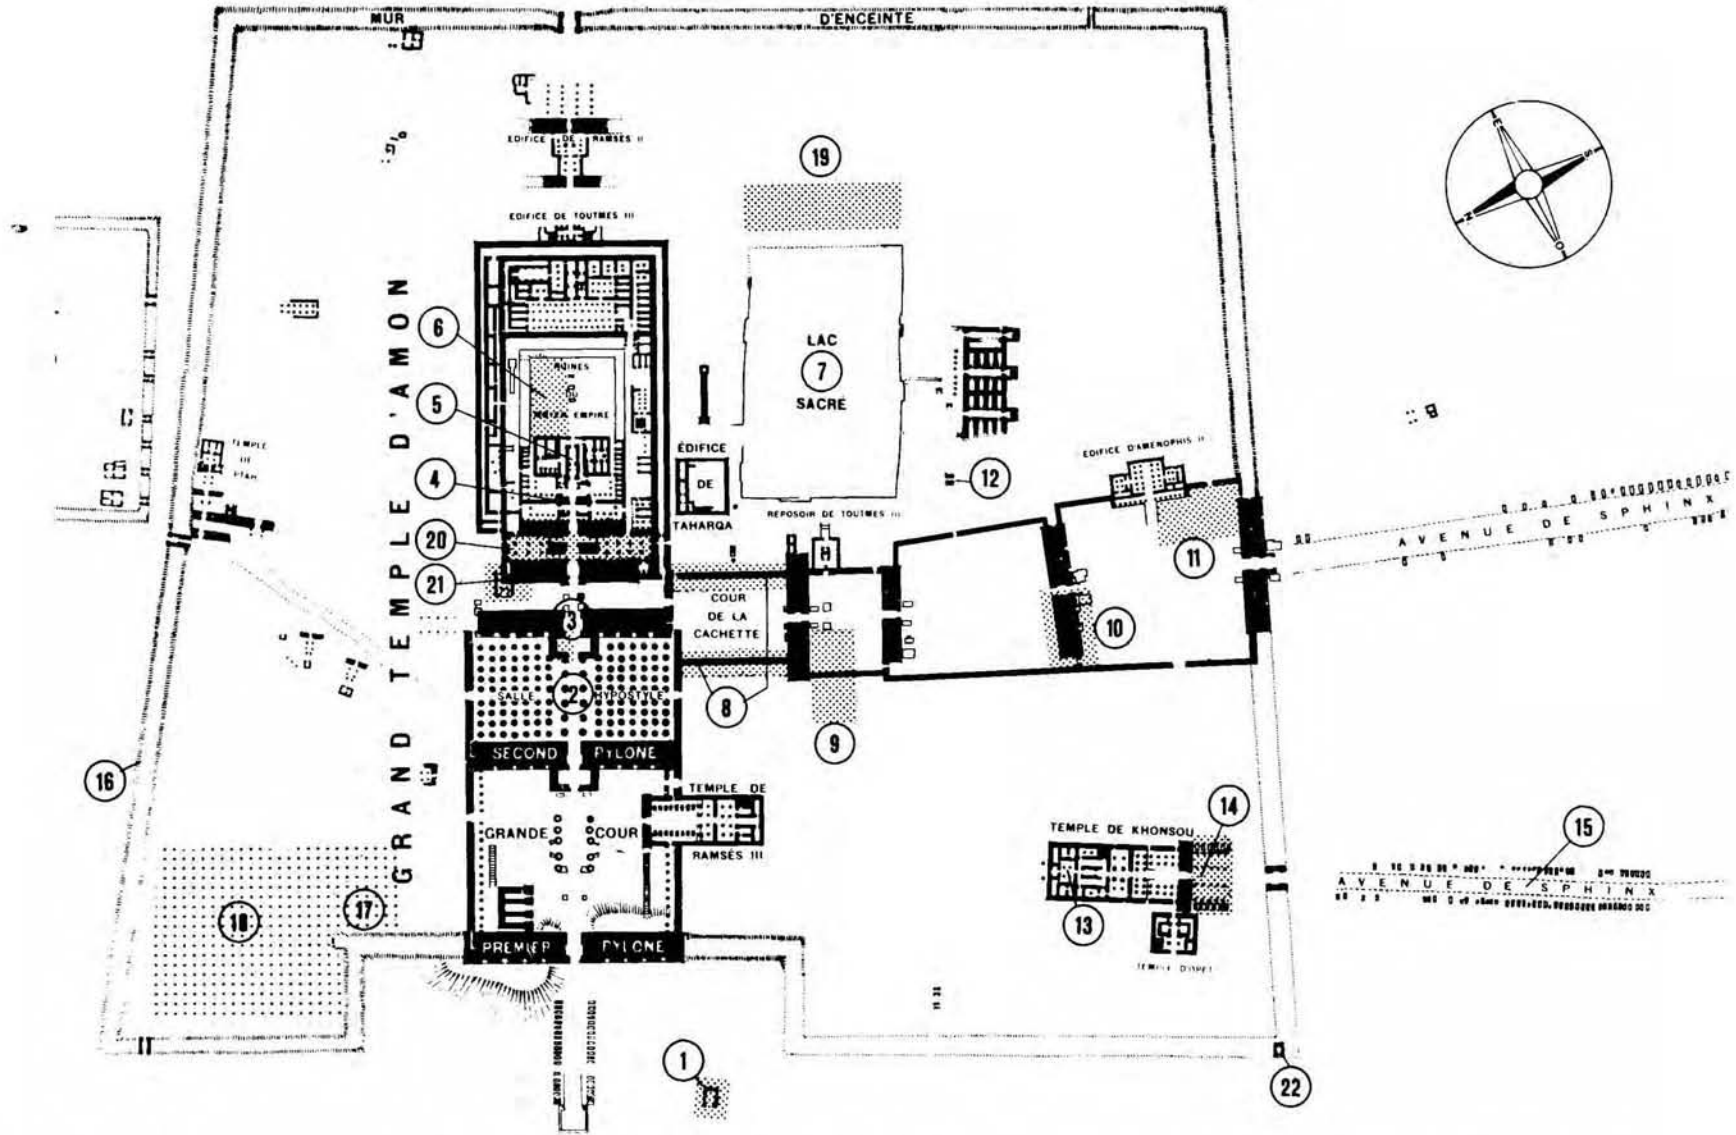 MUR D'ENCEINTE
EDIFICE DE RAMSES II
19
EDIFICE DE TOUTMES III
E
S
N
O
GRAND TEMPLE D'AMON
6
RUINES
MOYEN EMPIRE
5
4
LAC
7
SACRÉ
ÉDIFICE
DE
TAHARQA
12
EDIFICE D'AMENOPHIS II
TEMPLE
DE
PTAH
REPOSOIR DE TOUTMES III
11
AVENUE DE SPHINX
20
21
3
COUR
DE LA
CACHETTE
10
SALLE
2
HYPOSTYLE
8
9
SECOND PYLONE
16
TEMPLE DE
RAMSÈS III
GRANDE COUR
14
TEMPLE DE KHONSOU
15
AVENUE DE SPHINX
18
17
13
PREMIER PYLONE
TEMPLE D'OPET
1
22